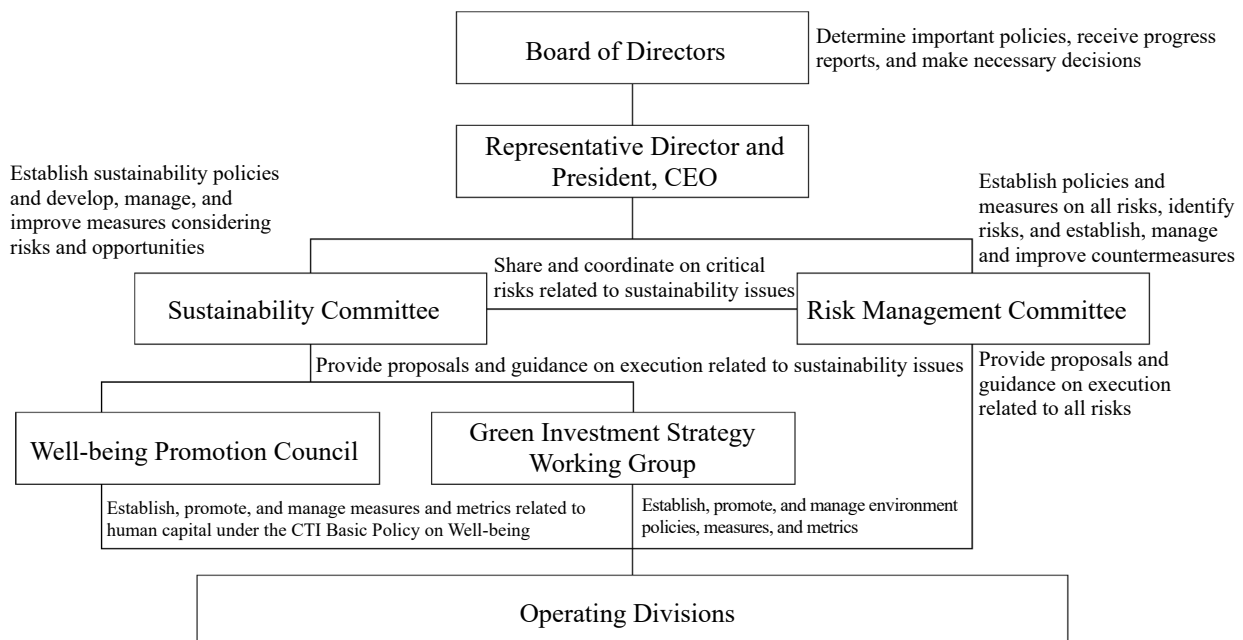 Board of Directors
Determine important policies, receive progress
reports, and make necessary decisions
Representative Director and
President, CEO
Establish sustainability policies
and develop, manage, and
improve measures considering
risks and opportunities
Establish policies and
measures on all risks, identify
risks, and establish, manage
and improve countermeasures
Share and coordinate on critical
risks related to sustainability issues
Sustainability Committee
Risk Management Committee
Provide proposals and guidance on execution related to sustainability issues
Provide proposals and
guidance on execution
related to all risks
Well-being Promotion Council
Green Investment Strategy
Working Group
Establish, promote, and manage measures and metrics related to
human capital under the CTI Basic Policy on Well-being
Establish, promote, and manage environment
policies, measures, and metrics
Operating Divisions